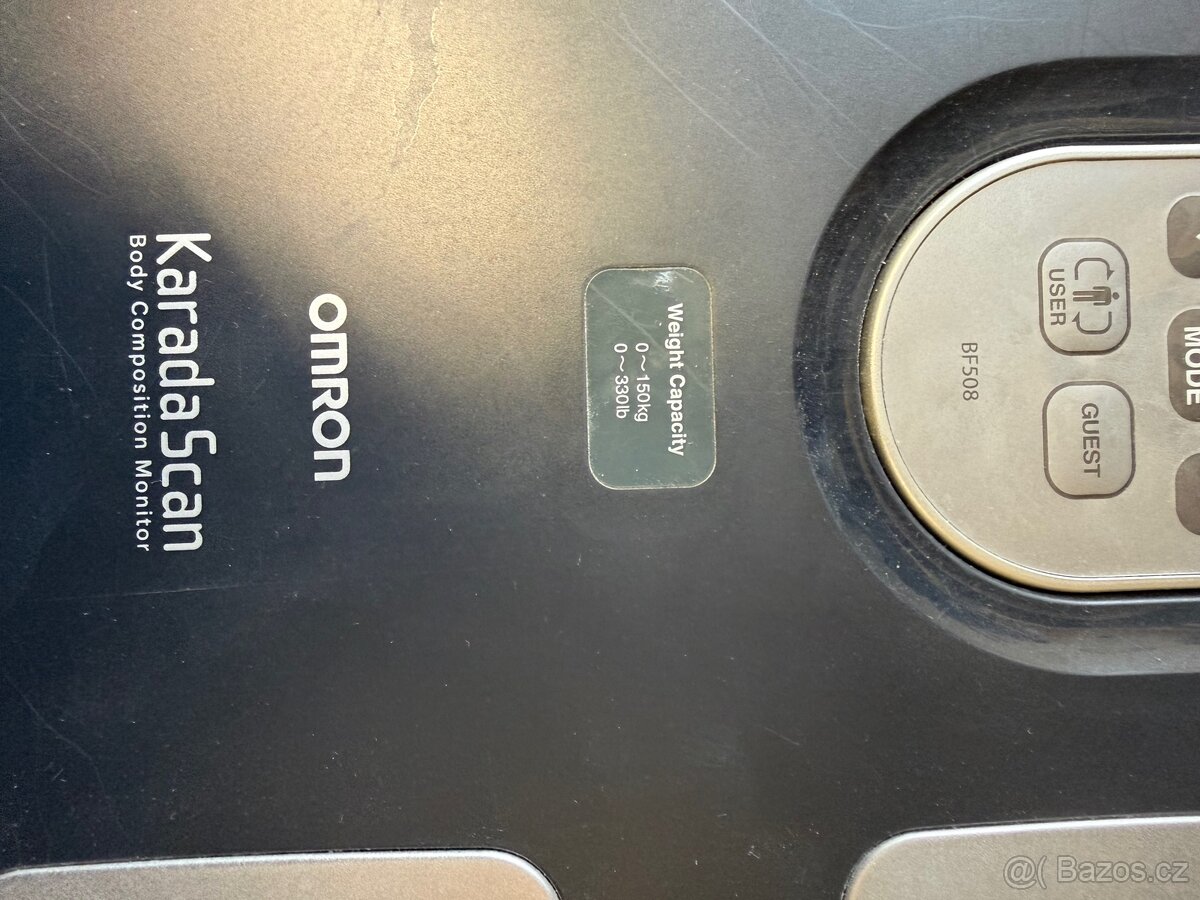 MODE
USER
GUEST
BF508
Weight Capacity
0～150kg
0～330lb
OMRON
KaradaScan
Body Composition Monitor
@( Bazos.cz